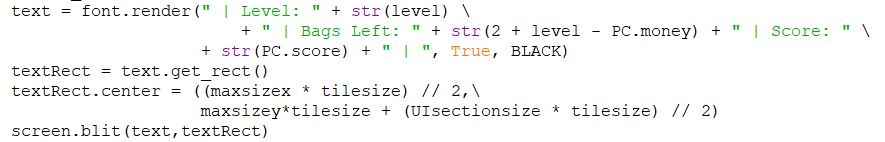 text = font.render(" | Level: " + str(level) \
+ " | Bags Left: " + str(2 + level - PC.money) + " | Score: " \
+ str(PC.score) + " | ", True, BLACK)
textRect = text.get_rect()
textRect.center = ((maxsizex * tilesize) // 2,\
maxsizey*tilesize + (UIsectionsize * tilesize) // 2)
screen.blit(text,textRect)